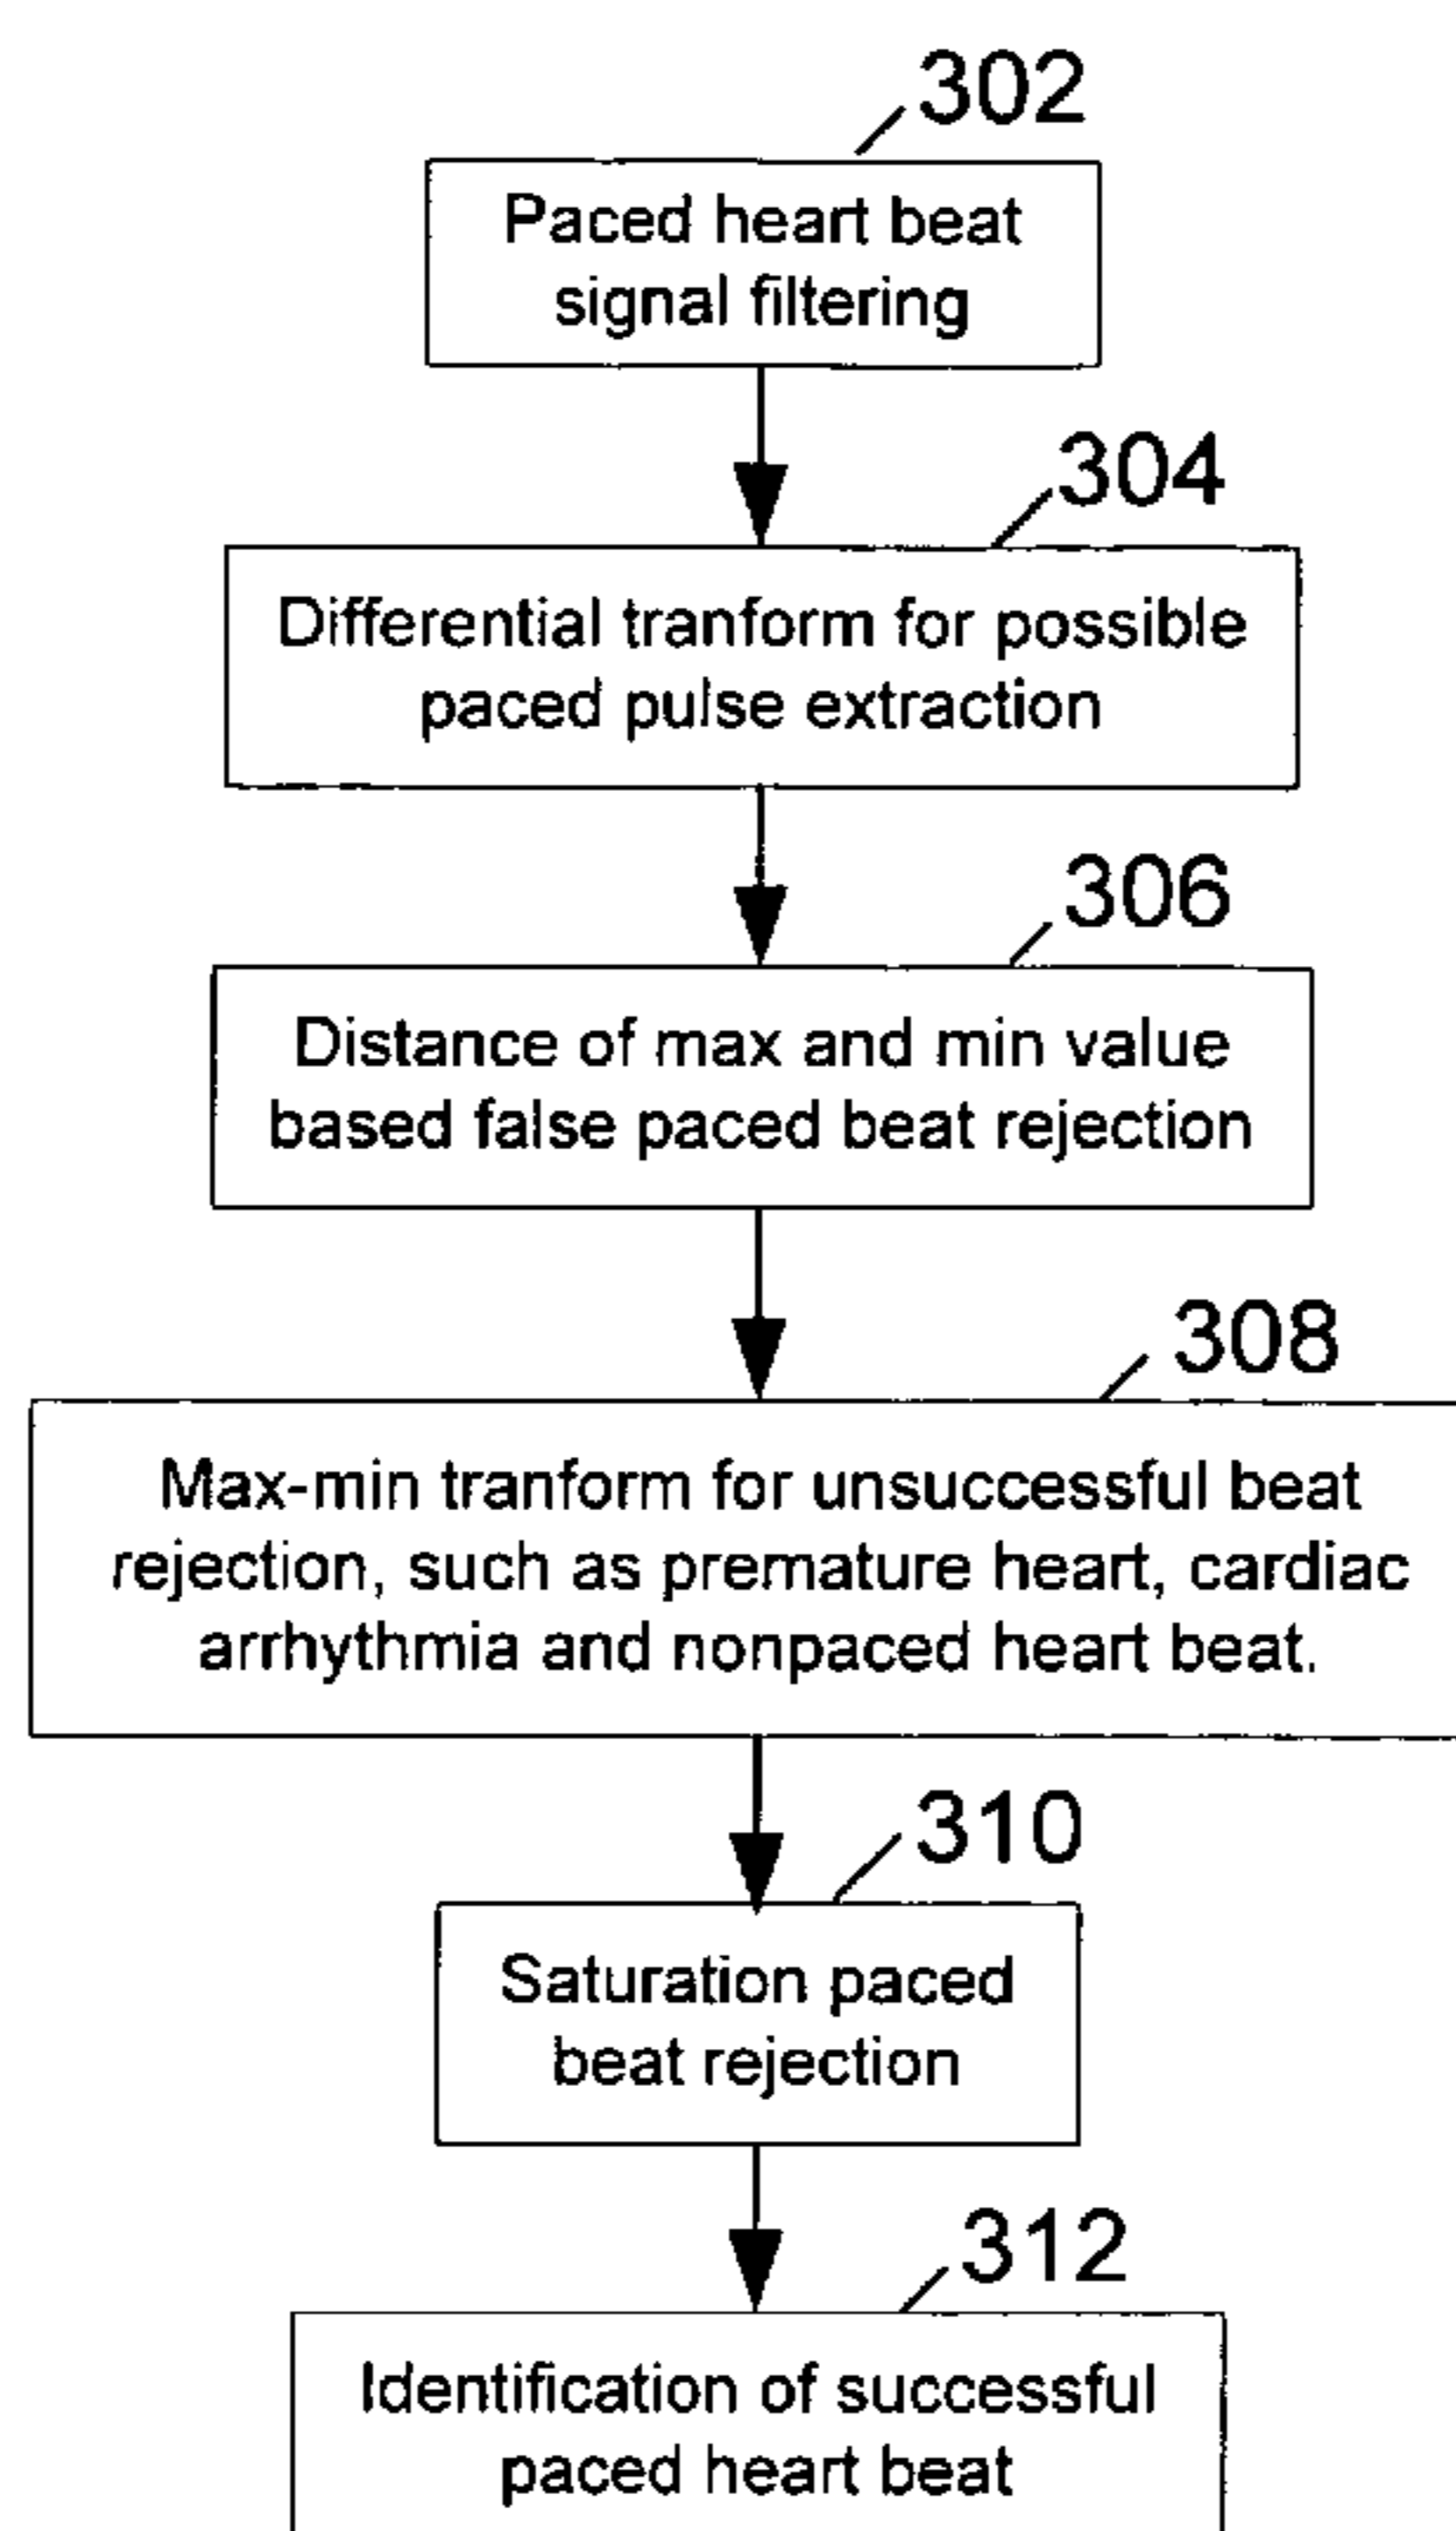 302
Paced heart beat
signal filtering
304
Differential tranform for possible
paced pulse extraction
306
Distance of max and min value
based false paced beat rejection
308
Max-min tranform for unsuccessful beat
rejection, such as premature heart, cardiac
arrhythmia and nonpaced heart beat.
310
Saturation paced
beat rejection
312
Identification of successful
paced heart beat